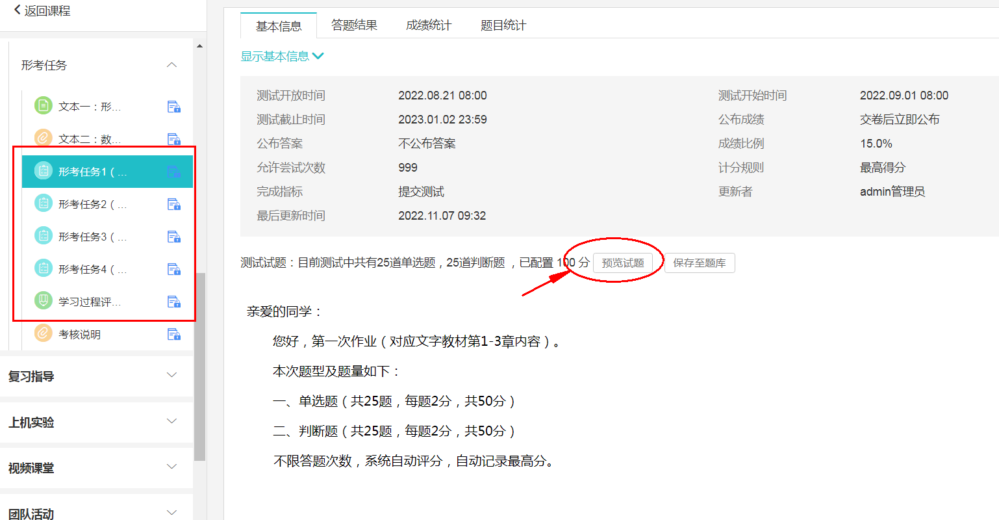 返回课程
形考任务
文本一：形...
文本二：数...
形考任务1（...
形考任务2（...
形考任务3（...
形考任务4（...
学习过程评...
考核说明
复习指导
上机实验
视频课堂
团队活动
基本信息 答题结果 成绩统计 题目统计
显示基本信息
测试开放时间 2022.08.21 08:00 测试开始时间 2022.09.01 08:00
测试截止时间 2023.01.02 23:59 公布成绩 交卷后立即公布
公布答案 不公布答案 成绩比例 15.0%
允许尝试次数 999 计分规则 最高得分
完成指标 提交测试 更新者 admin管理员
最后更新时间 2022.11.07 09:32
测试试题：目前测试中共有25道单选题，25道判断题 ，已配置 100 分 预览试题 保存至题库
亲爱的同学：
您好，第一次作业（对应文字教材第1-3章内容）。
本次题型及题量如下：
一、单选题（共25题，每题2分，共50分）
二、判断题（共25题，每题2分，共50分）
不限答题次数，系统自动评分，自动记录最高分。